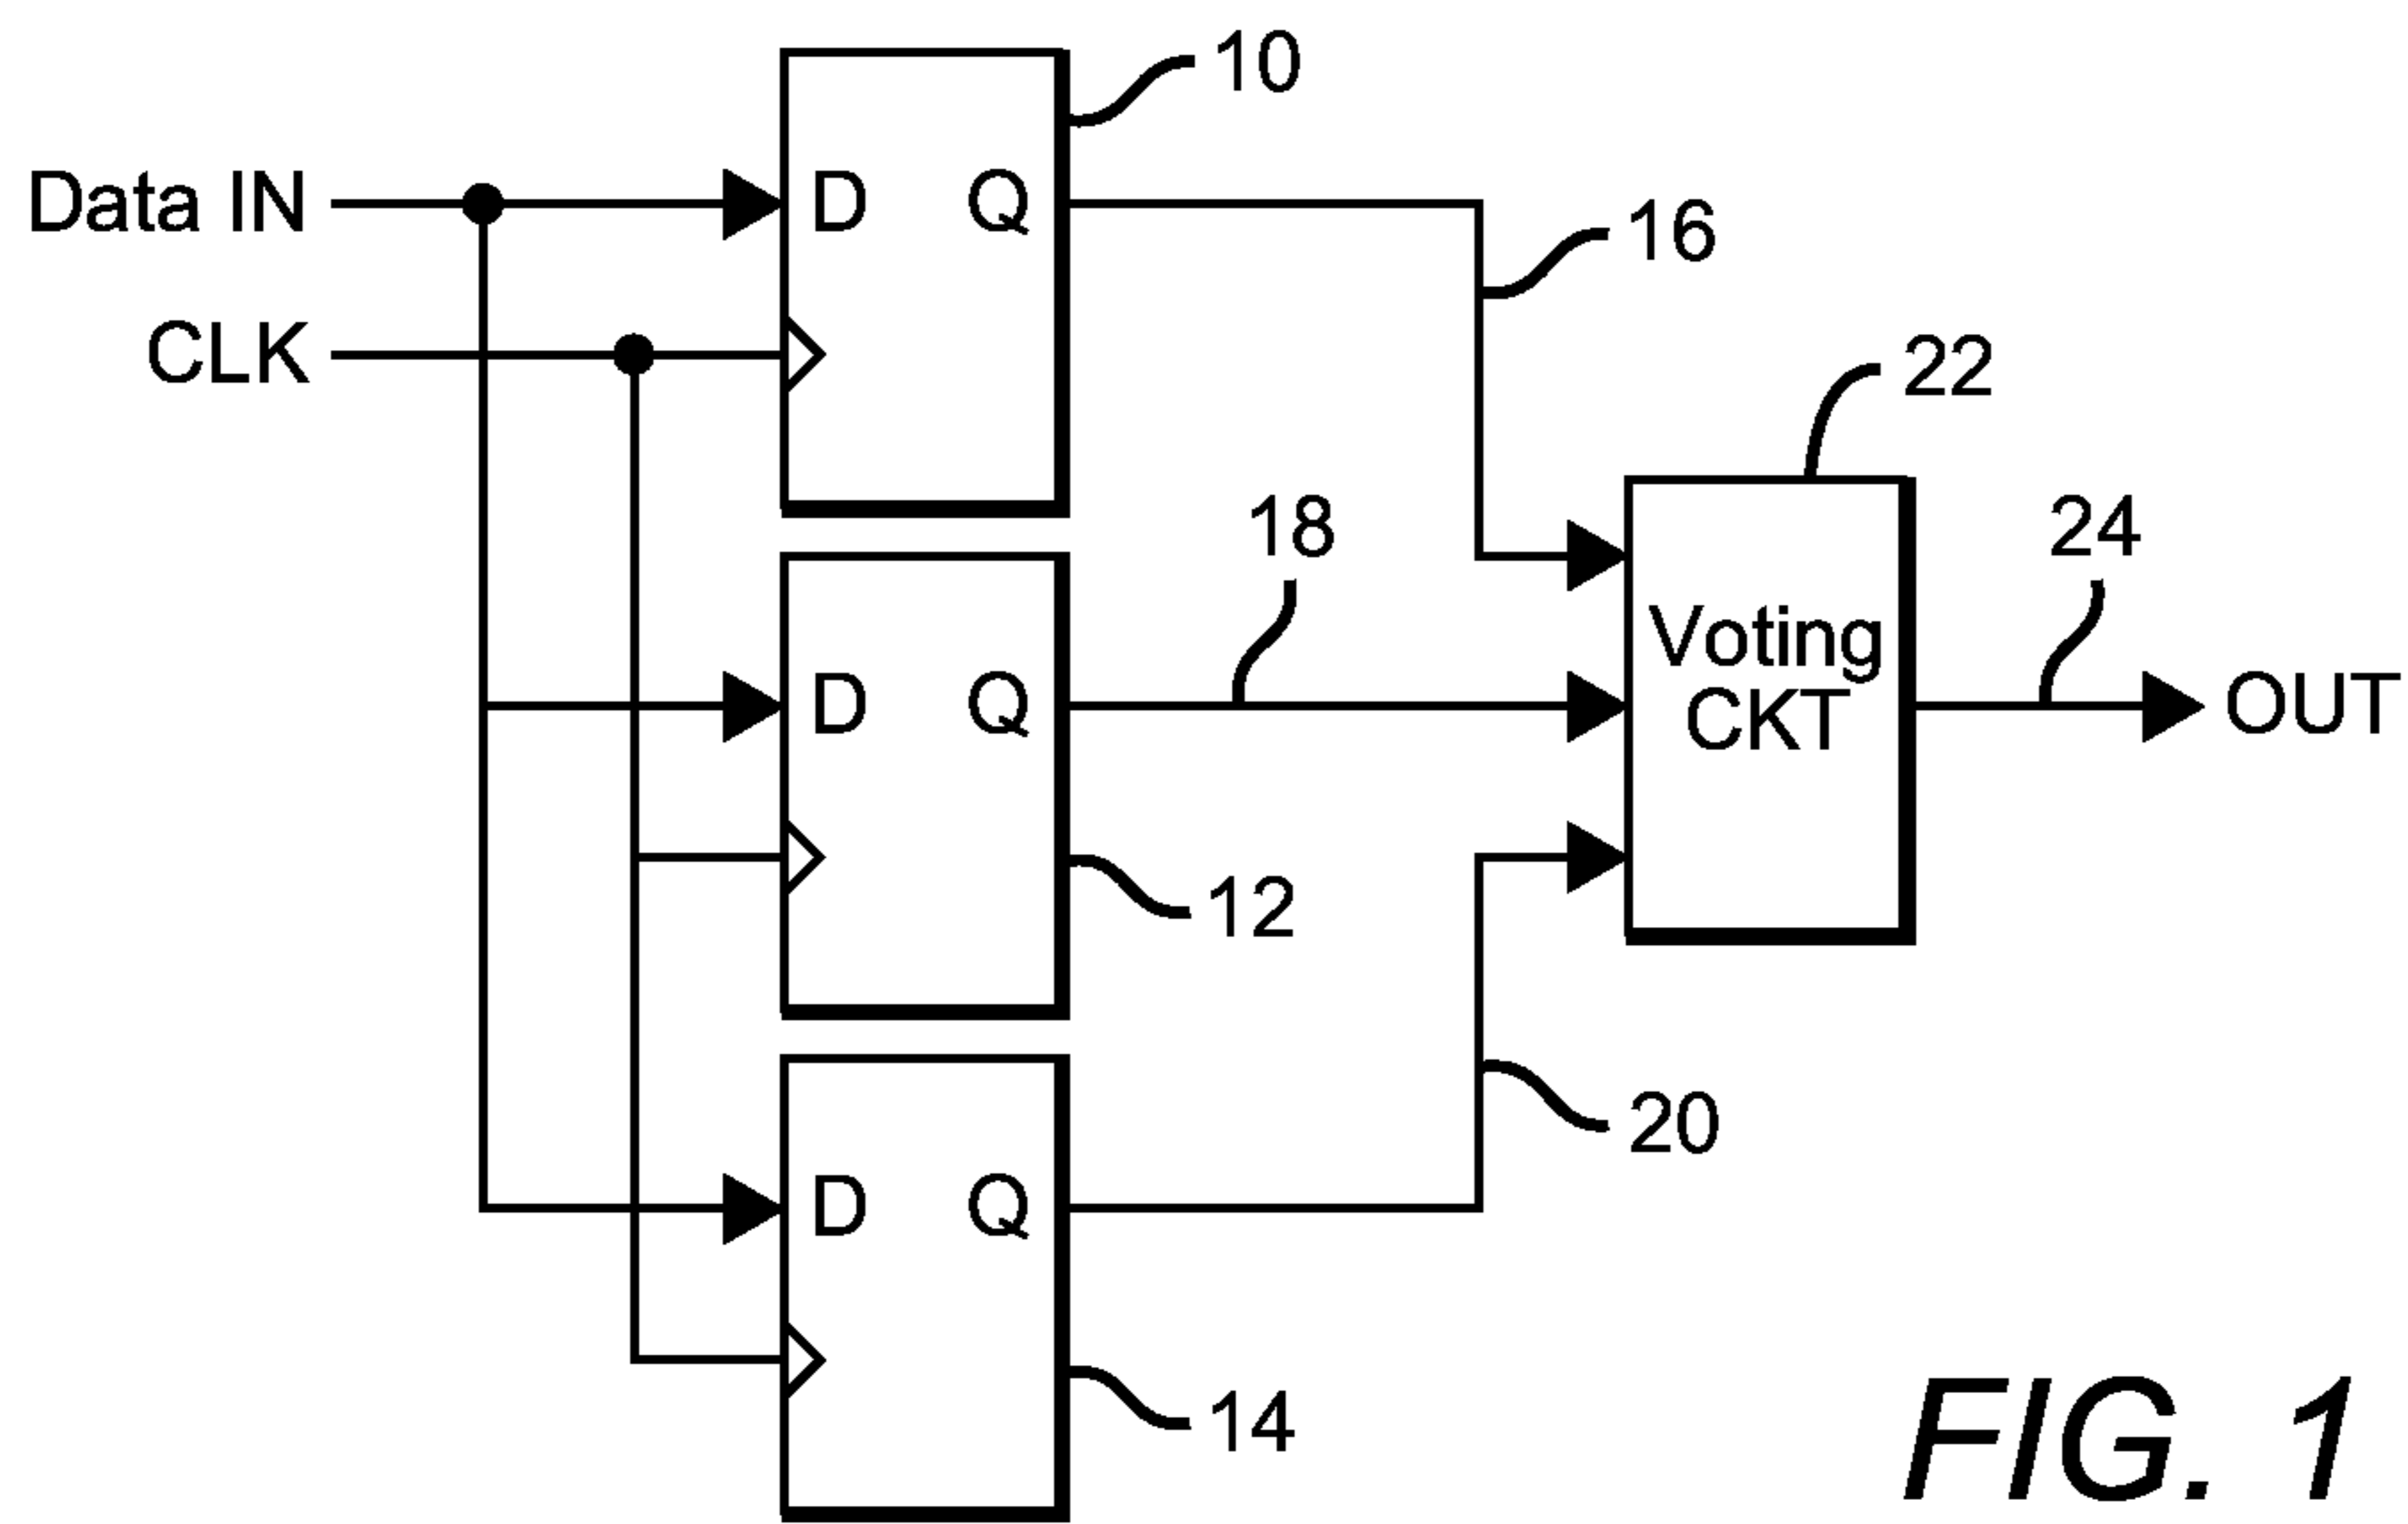 10
Data IN
D Q
16
CLK
22
18
24
Voting
CKT
D Q
OUT
12
20
D Q
14
FIG. 1